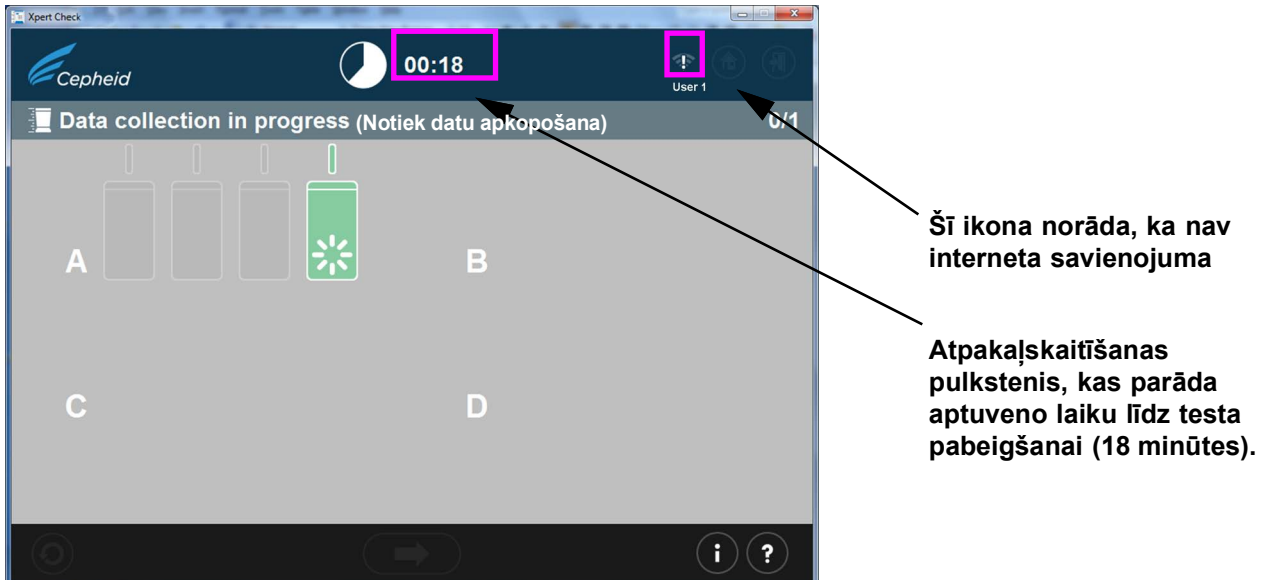 Xpert Check
Cepheid
00:18
User 1
Data collection in progress (Notiek datu apkopošana)
0/1
A
B
C
D
i
?
Šī ikona norāda, ka nav
interneta savienojuma
Atpakaļskaitīšanas
pulkstenis, kas parāda
aptuveno laiku līdz testa
pabeigšanai (18 minūtes).